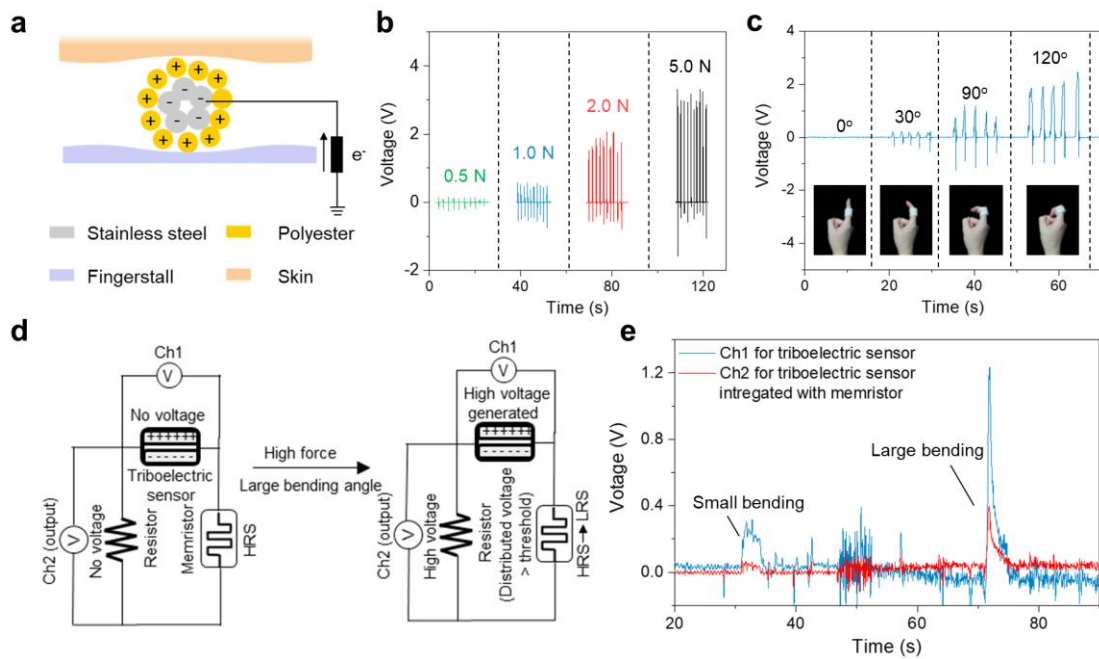 a
+ + + + + + + + + + +
- - - - - -
e-
Stainless steel
Polyester
Fingerstall
Skin
b
Voltage (V)
4
2
0
-2
0.5 N
1.0 N
2.0 N
5.0 N
0 40 80 120
Time (s)
c
Voltage (V)
4
2
0
-2
-4
0°
30°
90°
120°
0 20 40 60
Time (s)
d
Ch1
V
No voltage
+ + + + + +
- - - - - -
Triboelectric
sensor
Ch2 (output)
V
No voltage
Resistor
Memristor
HRS
High force
Large bending angle
Ch1
V
High voltage
generated
+ + + + + +
- - - - - -
Ch2 (output)
V
High voltage
Resistor
(Distributed voltage
> threshold)
HRS→LRS
e
Ch1 for triboelectric sensor
Ch2 for triboelectric sensor
intregated with memristor
Votage (V)
1.2
0.8
0.4
0.0
Small bending
Large bending
20 40 60 80
Time (s)